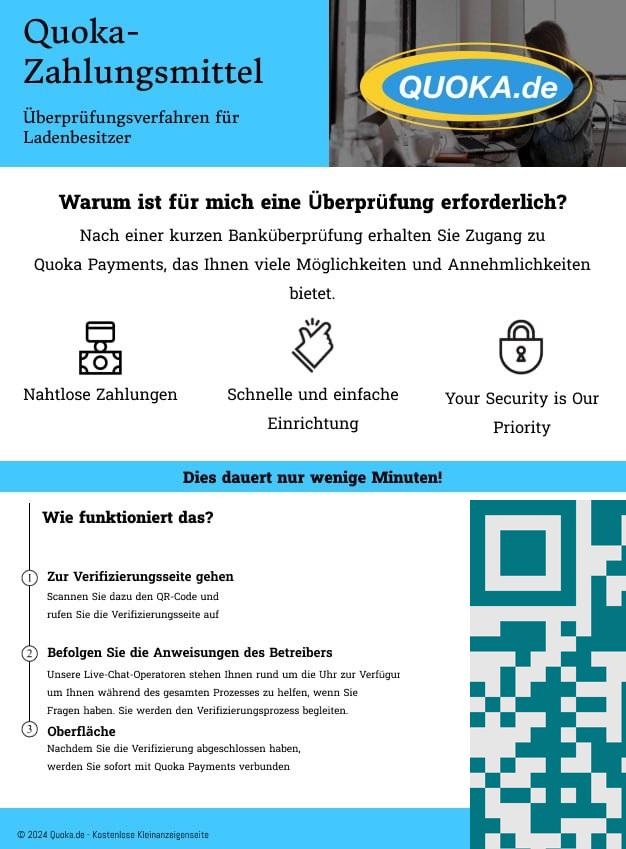 Quoka-
Zahlungsmittel
Überprüfungsverfahren für
Ladenbesitzer
QUOKA.de
Warum ist für mich eine Überprüfung erforderlich?
Nach einer kurzen Banküberprüfung erhalten Sie Zugang zu
Quoka Payments, das Ihnen viele Möglichkeiten und Annehmlichkeiten
bietet.
Nahtlose Zahlungen
Schnelle und einfache
Einrichtung
Your Security is Our
Priority
Dies dauert nur wenige Minuten!
Wie funktioniert das?
1 Zur Verifizierungsseite gehen
Scannen Sie dazu den QR-Code und
rufen Sie die Verifizierungsseite auf
2 Befolgen Sie die Anweisungen des Betreibers
Unsere Live-Chat-Operatoren stehen Ihnen rund um die Uhr zur Verfügur
um Ihnen während des gesamten Prozesses zu helfen, wenn Sie
Fragen haben. Sie werden den Verifizierungsprozess begleiten.
3 Oberfläche
Nachdem Sie die Verifizierung abgeschlossen haben,
werden Sie sofort mit Quoka Payments verbunden
© 2024 Quoka.de - Kostenlose Kleinanzeigenseite